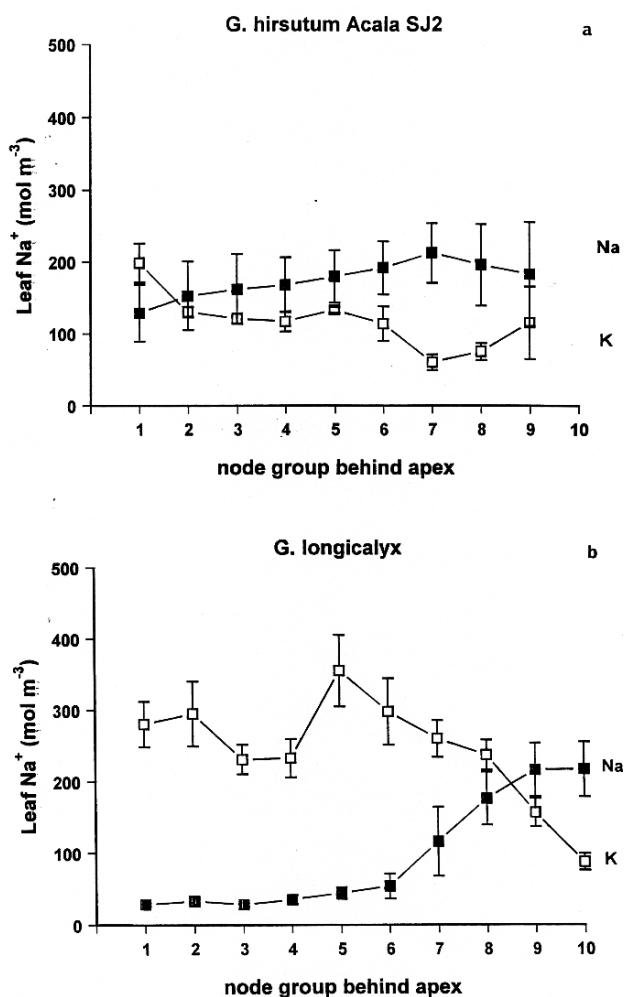 G. hirsutum Acala SJ2
a
500
400
300
200
100
0
Leaf Na⁺ (mol m⁻³)
Na
K
1 2 3 4 5 6 7 8 9 10
node group behind apex
G. longicalyx
b
500
400
300
200
100
0
Leaf Na⁺ (mol m⁻³)
Na
K
1 2 3 4 5 6 7 8 9 10
node group behind apex